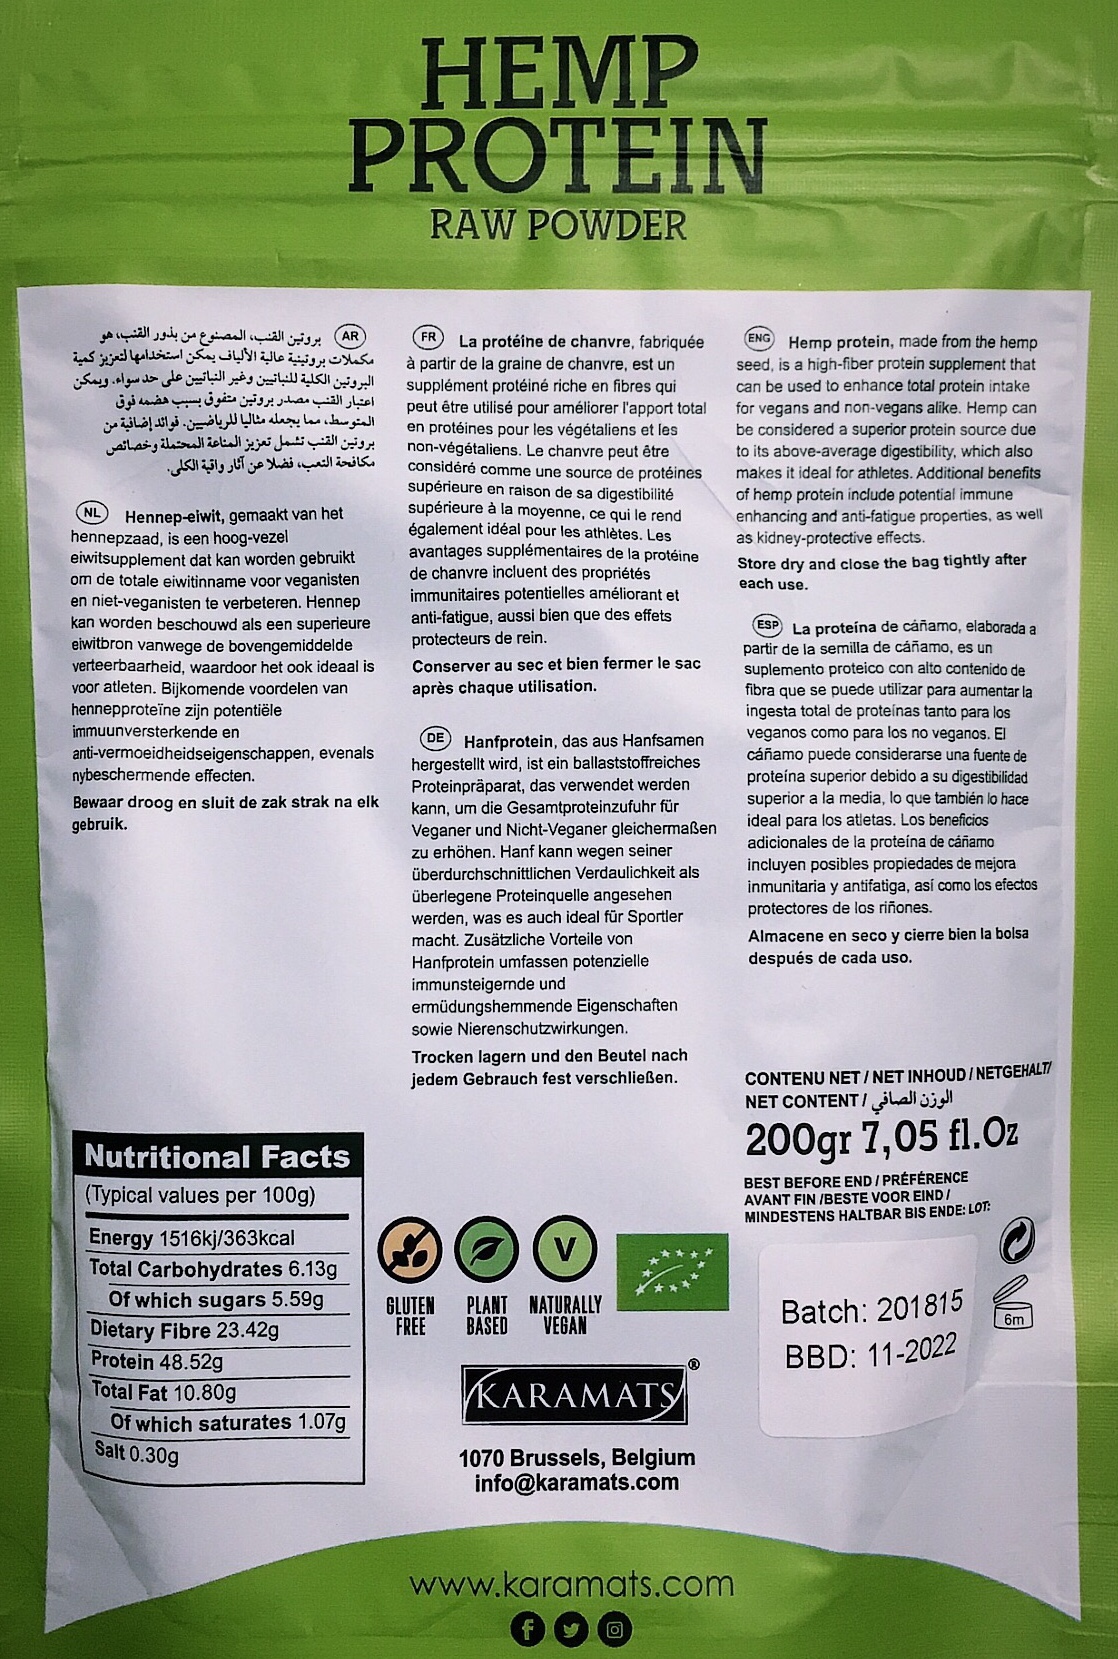 HEMP
PROTEIN
RAW POWDER
AR بروتين القنب، المصنوع من بذور القنب، هو
مكملات بروتينية عالية الألياف يمكن استخدامها لتعزيز كمية
البروتين الكلية للنباتيين وغير النباتيين على حد سواء. ويمكن
اعتبار القنب مصدر بروتين متفوق بسبب هضمه فوق
المتوسط، مما يجعله مثاليا للرياضيين. فوائد إضافية من
بروتين القنب تشمل تعزيز المناعة المحتملة وخصائص
مكافحة التعب، فضلا عن آثار واقية الكلى.
NL Hennep-eiwit, gemaakt van het
hennepzaad, is een hoog-vezel
eiwitsupplement dat kan worden gebruikt
om de totale eiwitinname voor veganisten
en niet-veganisten te verbeteren. Hennep
kan worden beschouwd als een superieure
eiwitbron vanwege de bovengemiddelde
verteerbaarheid, waardoor het ook ideaal is
voor atleten. Bijkomende voordelen van
hennepproteïne zijn potentiële
immuunversterkende en
anti-vermoeidheidseigenschappen, evenals
nybeschermende effecten.
Bewaar droog en sluit de zak strak na elk
gebruik.
FR La protéine de chanvre, fabriquée
à partir de la graine de chanvre, est un
supplément protéiné riche en fibres qui
peut être utilisé pour améliorer l'apport total
en protéines pour les végétaliens et les
non-végétaliens. Le chanvre peut être
considéré comme une source de protéines
supérieure en raison de sa digestibilité
supérieure à la moyenne, ce qui le rend
également idéal pour les athlètes. Les
avantages supplémentaires de la protéine
de chanvre incluent des propriétés
immunitaires potentielles améliorant et
anti-fatigue, aussi bien que des effets
protecteurs de rein.
Conserver au sec et bien fermer le sac
après chaque utilisation.
DE Hanfprotein, das aus Hanfsamen
hergestellt wird, ist ein ballaststoffreiches
Proteinpräparat, das verwendet werden
kann, um die Gesamtproteinzufuhr für
Veganer und Nicht-Veganer gleichermaßen
zu erhöhen. Hanf kann wegen seiner
überdurchschnittlichen Verdaulichkeit als
überlegene Proteinquelle angesehen
werden, was es auch ideal für Sportler
macht. Zusätzliche Vorteile von
Hanfprotein umfassen potenzielle
immunsteigernde und
ermüdungshemmende Eigenschaften
sowie Nierenschutzwirkungen.
Trocken lagern und den Beutel nach
jedem Gebrauch fest verschließen.
ENG Hemp protein, made from the hemp
seed, is a high-fiber protein supplement that
can be used to enhance total protein intake
for vegans and non-vegans alike. Hemp can
be considered a superior protein source due
to its above-average digestibility, which also
makes it ideal for athletes. Additional benefits
of hemp protein include potential immune
enhancing and anti-fatigue properties, as well
as kidney-protective effects.
Store dry and close the bag tightly after
each use.
ESP La proteína de cáñamo, elaborada a
partir de la semilla de cáñamo, es un
suplemento proteico con alto contenido de
fibra que se puede utilizar para aumentar la
ingesta total de proteínas tanto para los
veganos como para los no veganos. El
cáñamo puede considerarse una fuente de
proteína superior debido a su digestibilidad
superior a la media, lo que también lo hace
ideal para los atletas. Los beneficios
adicionales de la proteína de cáñamo
incluyen posibles propiedades de mejora
inmunitaria y antifatiga, así como los efectos
protectores de los riñones.
Almacene en seco y cierre bien la bolsa
después de cada uso.
CONTENU NET / NET INHOUD / NETGEHALT/
NET CONTENT / الوزن الصافي
200gr 7,05 fl.Oz
BEST BEFORE END / PRÉFÉRENCE
AVANT FIN /BESTE VOOR EIND /
MINDESTENS HALTBAR BIS ENDE: LOT:
Batch: 201815
BBD: 11-2022
6m
Nutritional Facts
(Typical values per 100g)
Energy 1516kj/363kcal
Total Carbohydrates 6.13g
Of which sugars 5.59g
Dietary Fibre 23.42g
Protein 48.52g
Total Fat 10.80g
Of which saturates 1.07g
Salt 0.30g
V
GLUTEN
FREE
PLANT
BASED
NATURALLY
VEGAN
KARAMATS®
1070 Brussels, Belgium
info@karamats.com
www.karamats.com